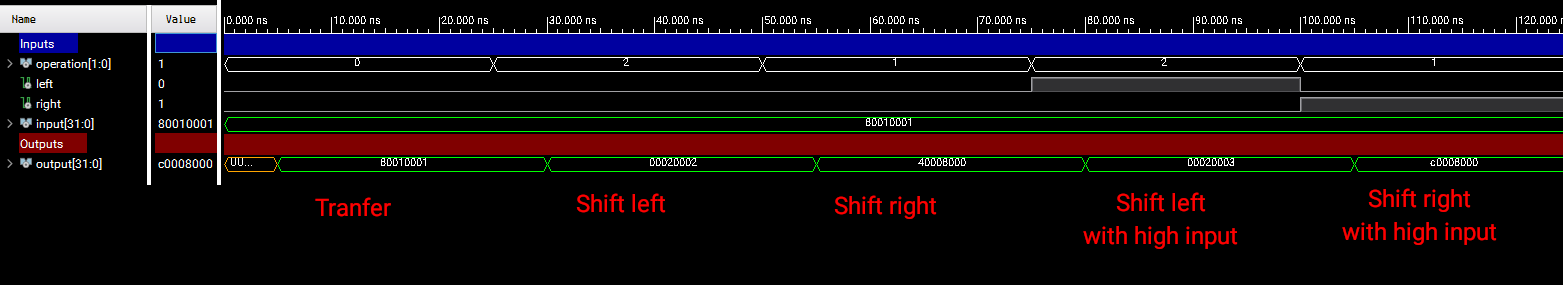 Name Value 0.000 ns 10.000 ns 20.000 ns 30.000 ns 40.000 ns 50.000 ns 60.000 ns 70.000 ns 80.000 ns 90.000 ns 100.000 ns 110.000 ns 120.000
Inputs
operation[1:0] 1 0 2 1 2 1
left 0
right 1
input[31:0] 80010001 80010001
Outputs
output[31:0] c0008000 UU... 80010001 00020002 40008000 00020003 c0008000
Tranfer Shift left Shift right Shift left Shift right
with high input with high input